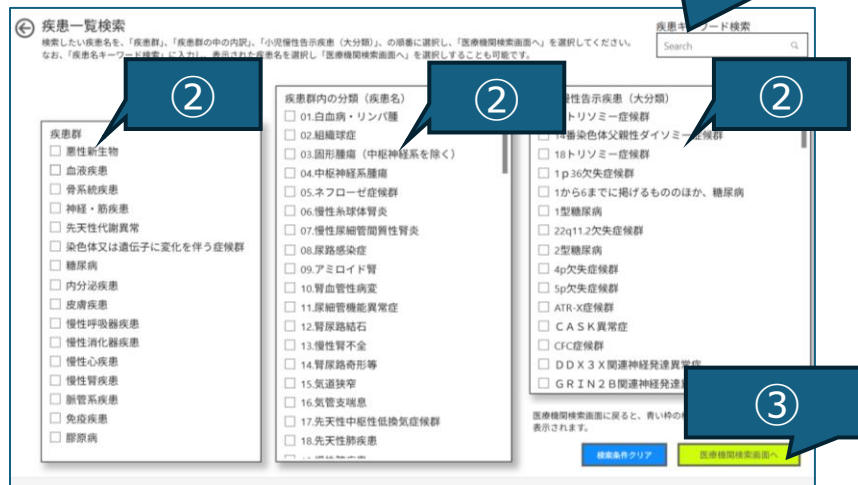 疾患一覧検索
検索したい疾患名を、「疾患群」、「疾患群の中の内訳」、「小児慢性告示疾患（大分類）」、の順番に選択し、「医療機関検索画面へ」を選択してください。
なお、「疾患名キーワード検索」に入力し、表示された疾患名を選択し「医療機関検索画面へ」を選択しすることも可能です。
疾患キ
ワード検索
Search
②
疾患群
悪性新生物
血液疾患
骨系統疾患
神経・筋疾患
先天性代謝異常
染色体又は遺伝子に変化を伴う症候群
糖尿病
内分泌疾患
皮膚疾患
慢性呼吸器疾患
慢性消化器疾患
慢性心疾患
慢性腎疾患
脈管系疾患
免疫疾患
膠原病
②
疾患群内の分類（疾患名）
01.白血病・リンパ腫
02.組織球症
03.固形腫瘍（中枢神経系を除く）
04.中枢神経系腫瘍
05.ネフローゼ症候群
06.慢性糸球体腎炎
07.慢性尿細管間質性腎炎
08.尿路感染症
09.アミロイド腎
10.腎血管性病変
11.尿細管機能異常症
12.腎尿路結石
13.慢性腎不全
14.腎尿路奇形等
15.気道狭窄
16.気管支喘息
17.先天性中枢性低換気症候群
18.先天性肺疾患
②
慢性告示疾患（大分類）
トリソミー症候群
14番染色体父親性ダイソミー症候群
18トリソミー症候群
1ｐ36欠失症候群
1から6までに掲げるもののほか、糖尿病
1型糖尿病
22q11.2欠失症候群
2型糖尿病
4p欠失症候群
5p欠失症候群
ATR-X症候群
ＣＡＳＫ異常症
CFC症候群
ＤＤＸ３Ｘ関連神経発達異常症
ＧＲＩＮ２Ｂ関連神経発達
医療機関検索画面に戻ると、青い枠の
表示されます。
③
検索条件クリア
医療機関検索画面へ